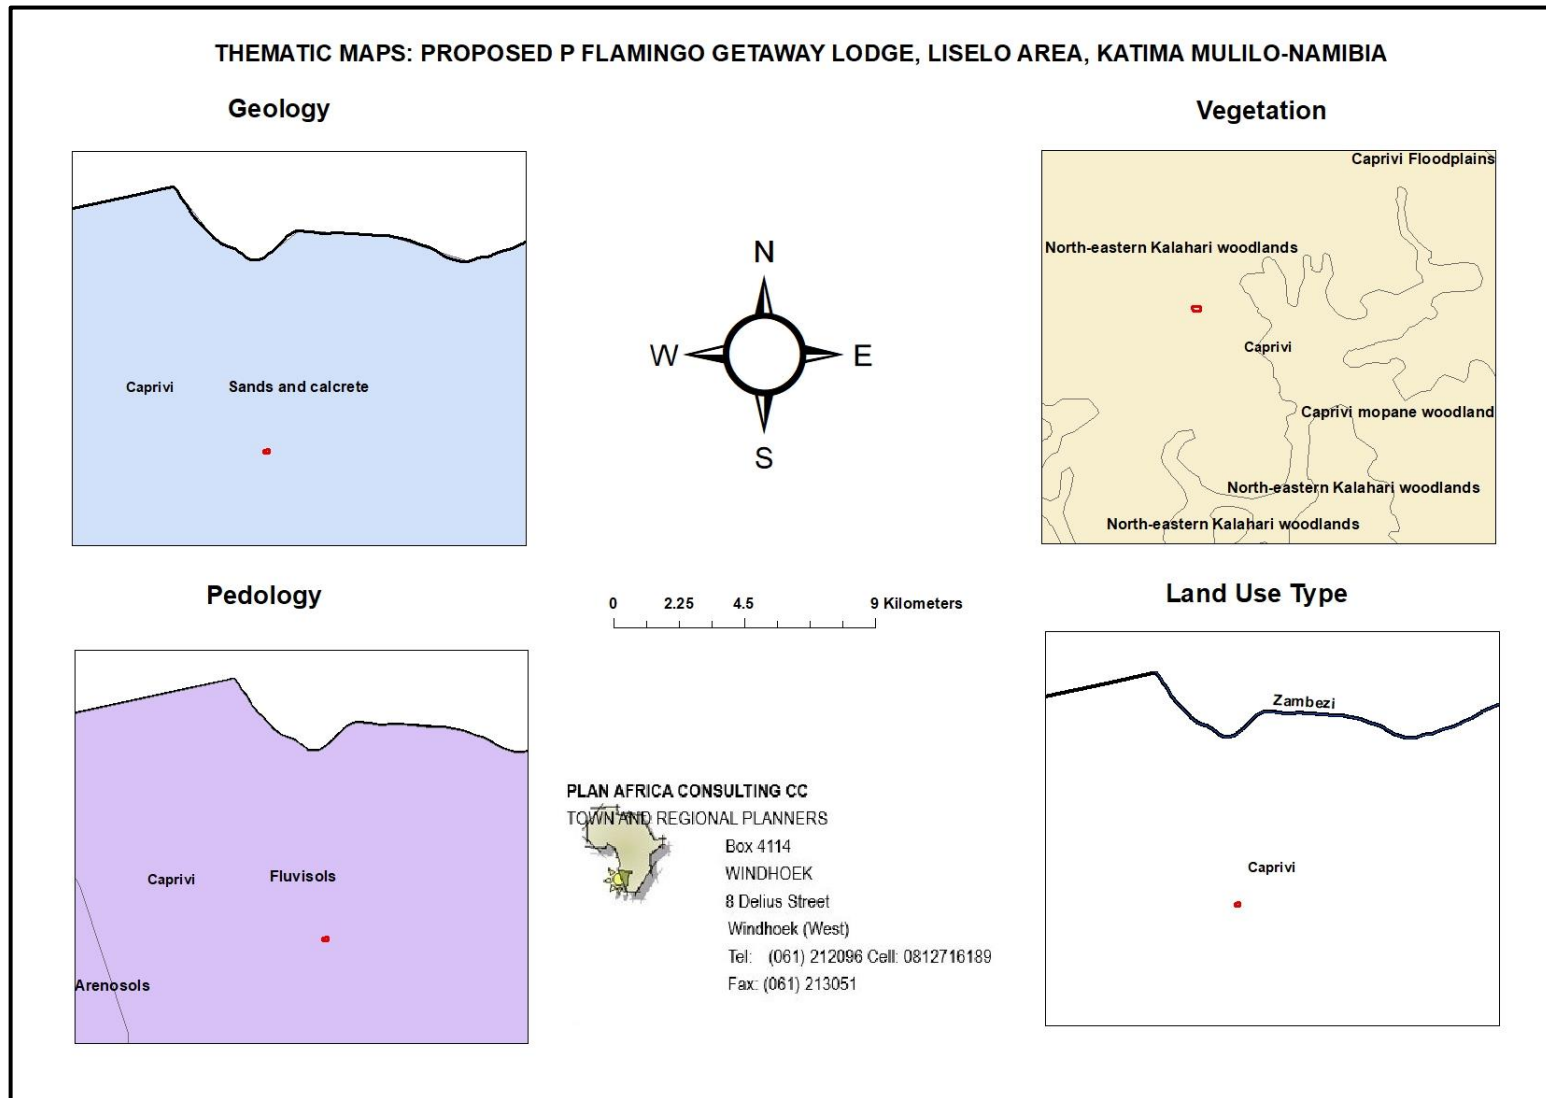 THEMATIC MAPS: PROPOSED P FLAMINGO GETAWAY LODGE, LISELO AREA, KATIMA MULILO-NAMIBIA
Geology
Caprivi
Sands and calcrete
N
W
E
S
Vegetation
Caprivi Floodplains
North-eastern Kalahari woodlands
Caprivi
Caprivi mopane woodland
North-eastern Kalahari woodlands
North-eastern Kalahari woodlands
Pedology
Caprivi
Fluvisols
Arenosols
0 2.25 4.5 9 Kilometers
PLAN AFRICA CONSULTING CC
TOWN AND REGIONAL PLANNERS
Box 4114
WINDHOEK
8 Delius Street
Windhoek (West)
Tel: (061) 212096 Cell: 0812716189
Fax: (061) 213051
Land Use Type
Zambezi
Caprivi